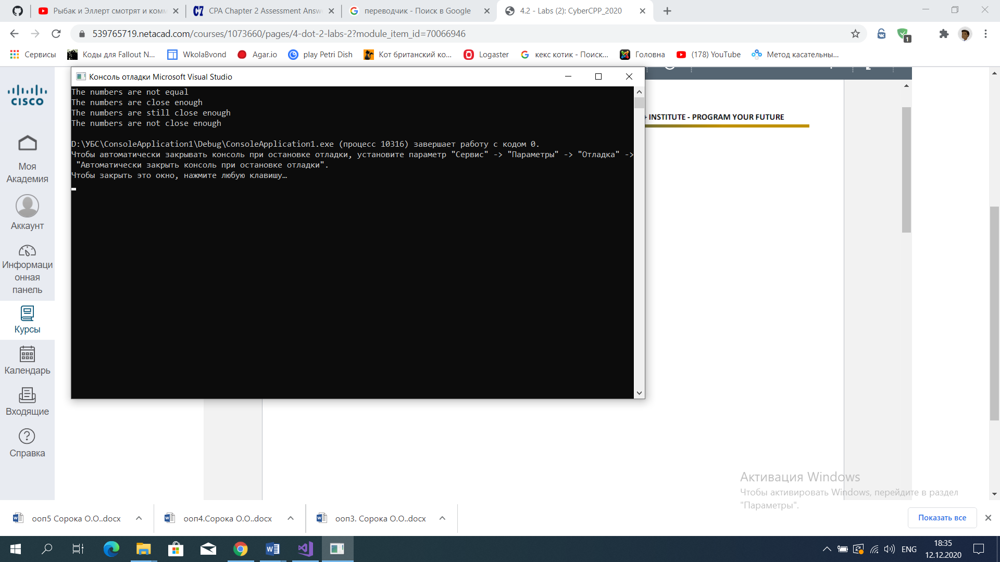 Рыбак и Эллерт смотрят и комм
CPA Chapter 2 Assessment Answ
переводчик - Поиск в Google
4.2 - Labs (2): CyberCPP_2020
539765719.netacad.com/courses/1073660/pages/4-dot-2-labs-2?module_item_id=70066946
1
Сервисы
Коды для Fallout N...
WkolaBvond
Agar.io
play Petri Dish
Кот британский ко...
Logaster
кекс котик - Поиск...
Головна
(178) YouTube
Метод касательны...
CISCO
Моя
Академия
Аккаунт
Информаци
онная
панель
Курсы
Календарь
Входящие
Справка
Консоль отладки Microsoft Visual Studio
The numbers are not equal
The numbers are close enough
The numbers are still close enough
The numbers are not close enough
D:\УБС\ConsoleApplication1\Debug\ConsoleApplication1.exe (процесс 10316) завершает работу с кодом 0.
Чтобы автоматически закрывать консоль при остановке отладки, установите параметр "Сервис" -> "Параметры" -> "Отладка" ->
"Автоматически закрыть консоль при остановке отладки".
Чтобы закрыть это окно, нажмите любую клавишу…
INSTITUTE - PROGRAM YOUR FUTURE
Активация Windows
Чтобы активировать Windows, перейдите в раздел
"Параметры".
ооп5 Сорока О.О..docx
ооп4.Сорока О.О..docx
ооп3. Сорока О.О..docx
Показать все
ENG
18:35
12.12.2020